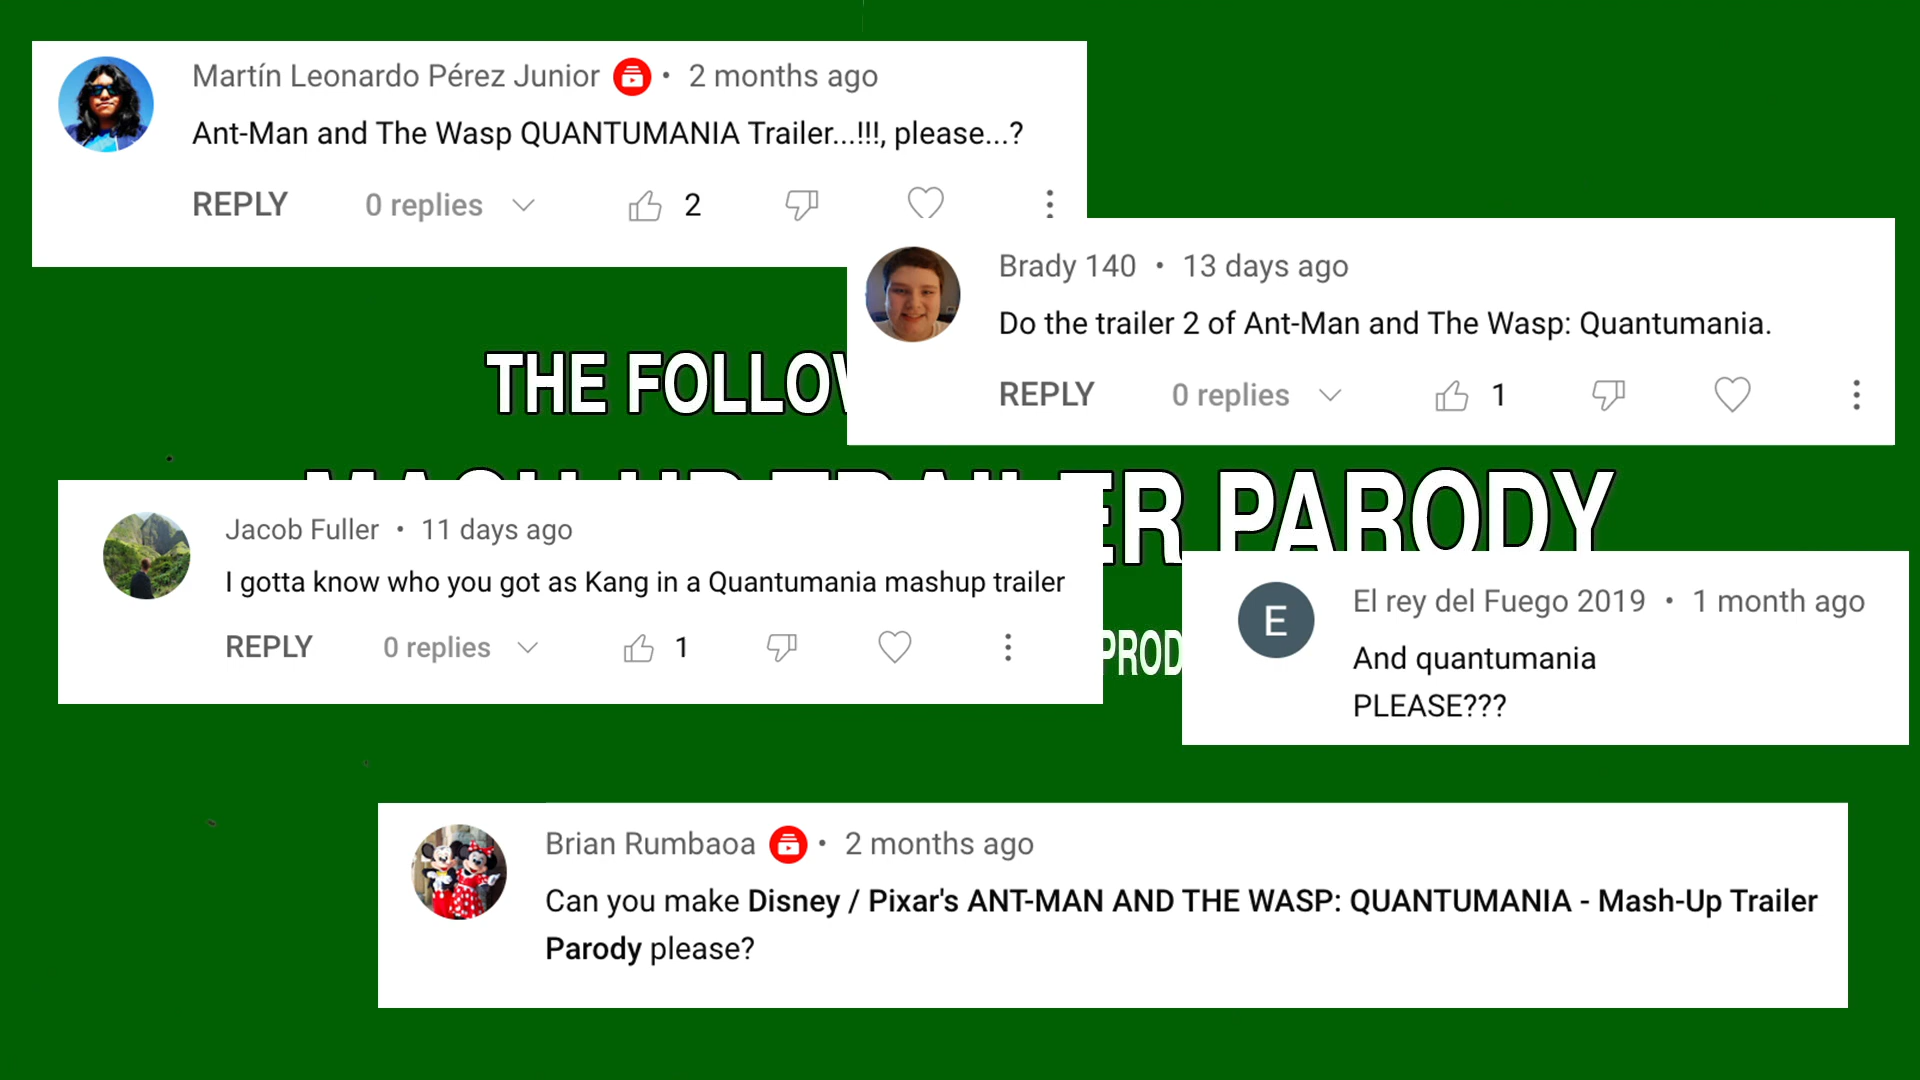 Martín Leonardo Pérez Junior • 2 months ago
Ant-Man and The Wasp QUANTUMANIA Trailer...!!!, please...?
REPLY 0 replies 2
Brady 140 • 13 days ago
Do the trailer 2 of Ant-Man and The Wasp: Quantumania.
REPLY 0 replies 1
THE FOLLOW
MASH-UP TRAILER PARODY
Jacob Fuller • 11 days ago
I gotta know who you got as Kang in a Quantumania mashup trailer
REPLY 0 replies 1
PROD
E
El rey del Fuego 2019 • 1 month ago
And quantumania
PLEASE???
Brian Rumbaoa • 2 months ago
Can you make Disney / Pixar's ANT-MAN AND THE WASP: QUANTUMANIA - Mash-Up Trailer
Parody please?